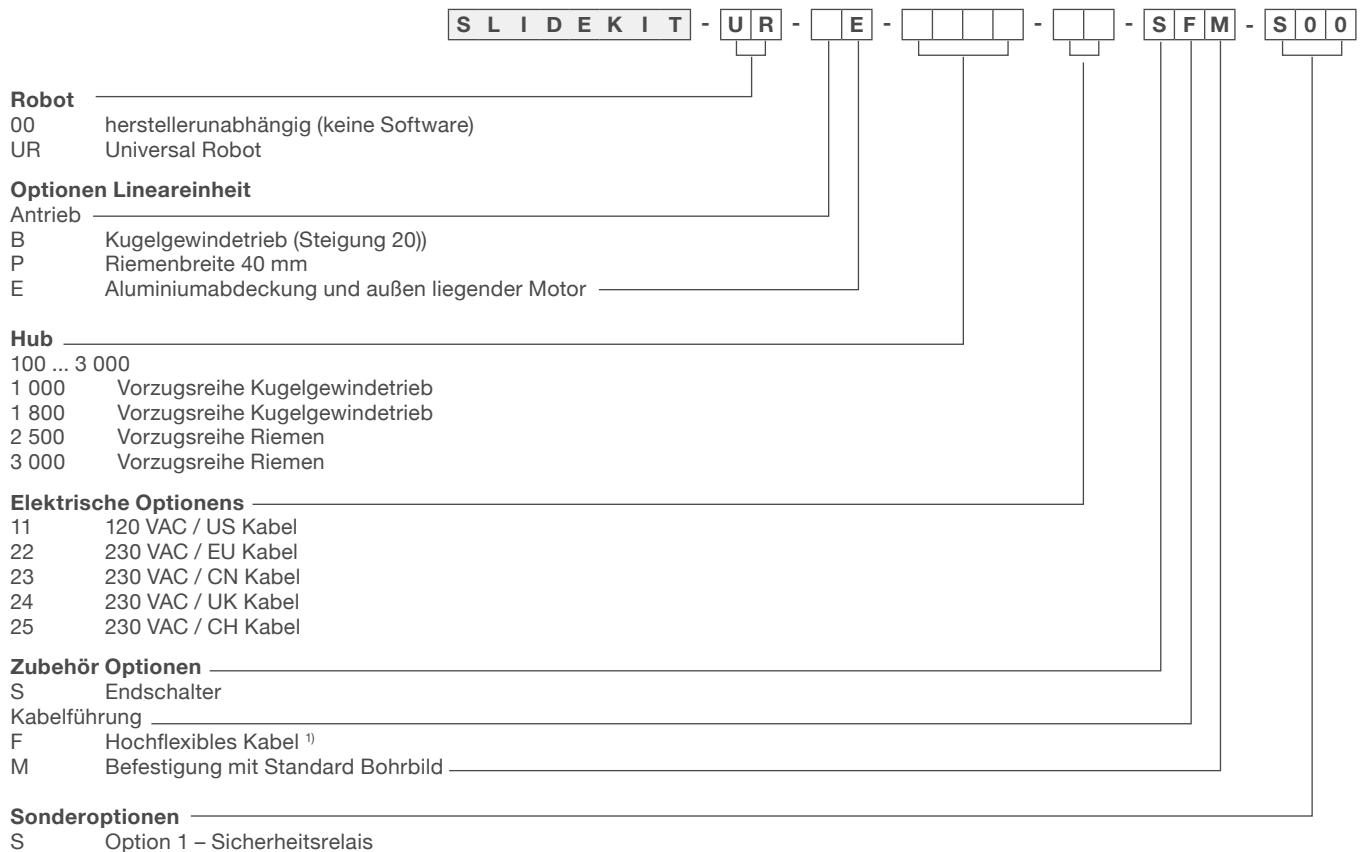 SLIDEKIT - UR - E - - - SFM - S00
Robot
00 herstellerunabhängig (keine Software)
UR Universal Robot
Optionen Lineareinheit
Antrieb
B Kugelgewindetrieb (Steigung 20))
P Riemenbreite 40 mm
E Aluminiumabdeckung und außen liegender Motor
Hub
100 ... 3 000
1 000 Vorzugsreihe Kugelgewindetrieb
1 800 Vorzugsreihe Kugelgewindetrieb
2 500 Vorzugsreihe Riemen
3 000 Vorzugsreihe Riemen
Elektrische Optionens
11 120 VAC / US Kabel
22 230 VAC / EU Kabel
23 230 VAC / CN Kabel
24 230 VAC / UK Kabel
25 230 VAC / CH Kabel
Zubehör Optionen
S Endschalter
Kabelführung
F Hochflexibles Kabel 1)
M Befestigung mit Standard Bohrbild
Sonderoptionen
S Option 1 – Sicherheitsrelais